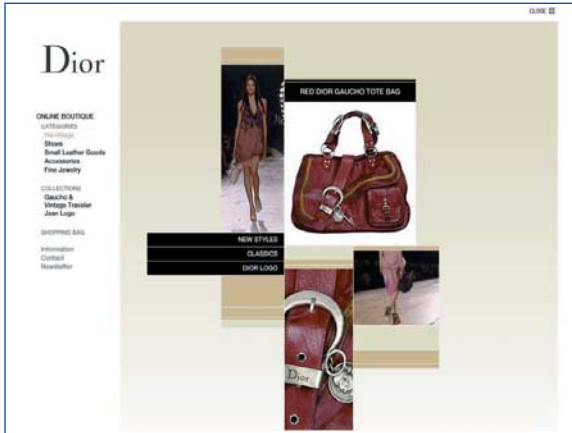 CLOSE
Dior
ONLINE BOUTIQUE
CATEGORIES
Handbags
Shoes
Small Leather Goods
Accessories
Fine Jewelry
COLLECTIONS
Gaucho &
Vintage Traveler
Jean Logo
SHOPPING BAG
Information
Contact
Newsletter
RED DIOR GAUCHO TOTE BAG
NEW STYLES
CLASSICS
DIOR LOGO
Dior